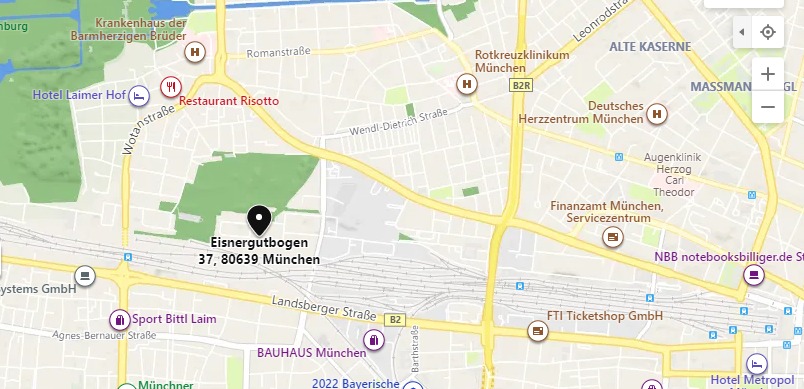 nburg
Krankenhaus der
Barmherzigen Brüder
Romanstraße
Leonrodstr
ALTE KASERNE
Rotkreuzklinikum
München
B2R
MASSMAN
GL
Hotel Laimer Hof
Restaurant Risotto
Wotanstraße
Wendl-Dietrich Straße
Deutsches
Herzzentrum München
Augenklinik
Herzog
Carl
Theodor
Finanzamt München,
Servicezentrum
Eisnergutbogen
37, 80639 München
NBB notebooksbilliger.de St
ystems GmbH
Landsberger Straße
B2
FTI Ticketshop GmbH
Sport Bittl Laim
Agnes-Bernauer Straße
BAUHAUS München
Barthstraße
Hotel Metropol
Münchner
2022 Bayerische